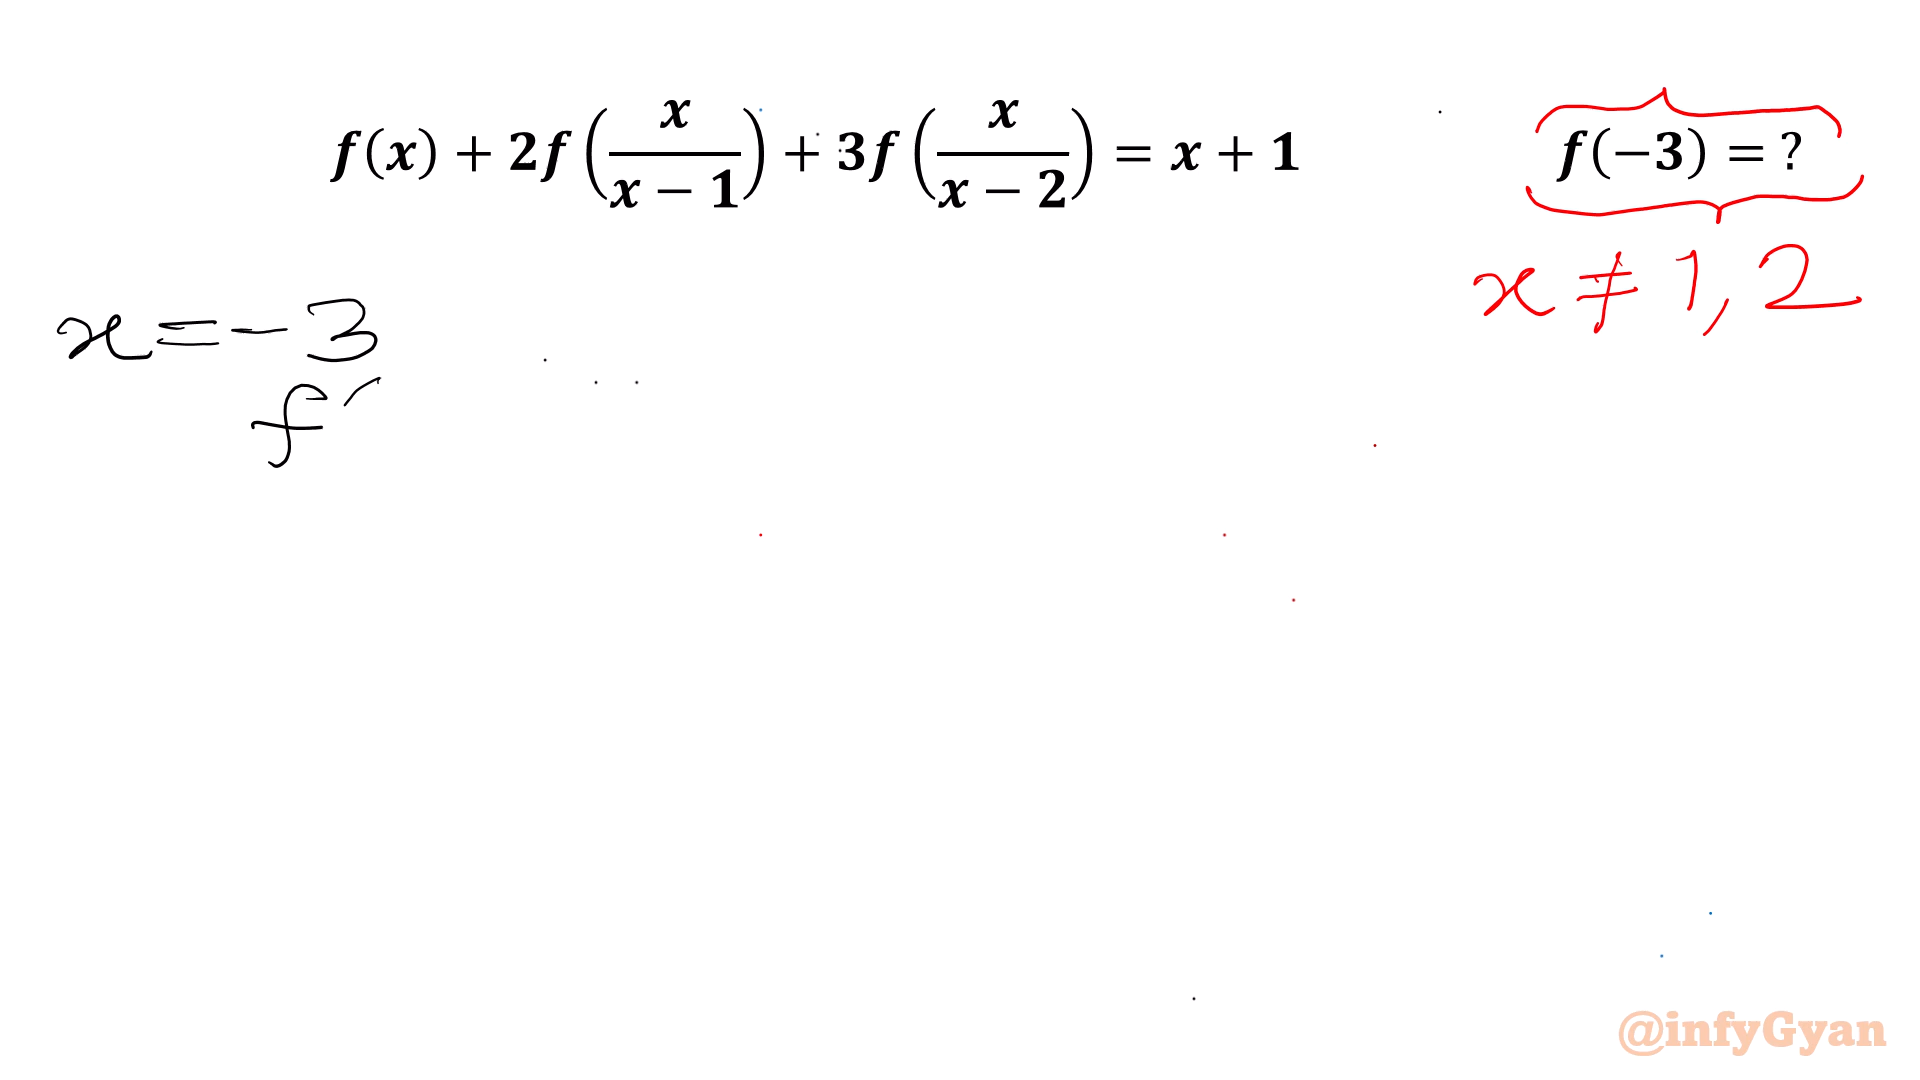 f(x) + 2f(x/(x − 1)) + 3f(x/(x − 2)) = x + 1
f(−3) = ?
x ≠ 1, 2
x = −3
f(
@infyGyan